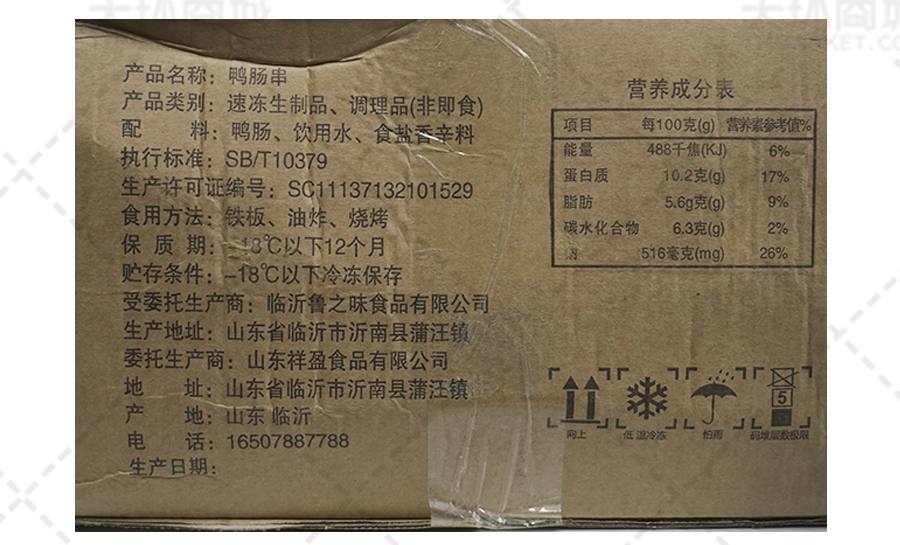 产品名称：鸭肠串
产品类别：速冻生制品、调理品(非即食)
配 料：鸭肠、饮用水、食盐香辛料
执行标准：SB/T10379
生产许可证编号：SC11137132101529
食用方法：铁板、油炸、烧烤
保 质 期：-18℃以下12个月
贮存条件：-18℃以下冷冻保存
受委托生产商：临沂鲁之味食品有限公司
生产地址：山东省临沂市沂南县蒲汪镇
委托生产商：山东祥盈食品有限公司
地 址：山东省临沂市沂南县蒲汪镇
产 地：山东 临沂
电 话：16507887788
生产日期：
营养成分表
项目 每100克(g) 营养素参考值%
能量 488千焦(KJ) 6%
蛋白质 10.2克(g) 17%
脂肪 5.6g克(g) 9%
碳水化合物 6.3克(g) 2%
钠 516毫克(mg) 26%
5
向上 低温冷冻 怕雨 码堆层数极限